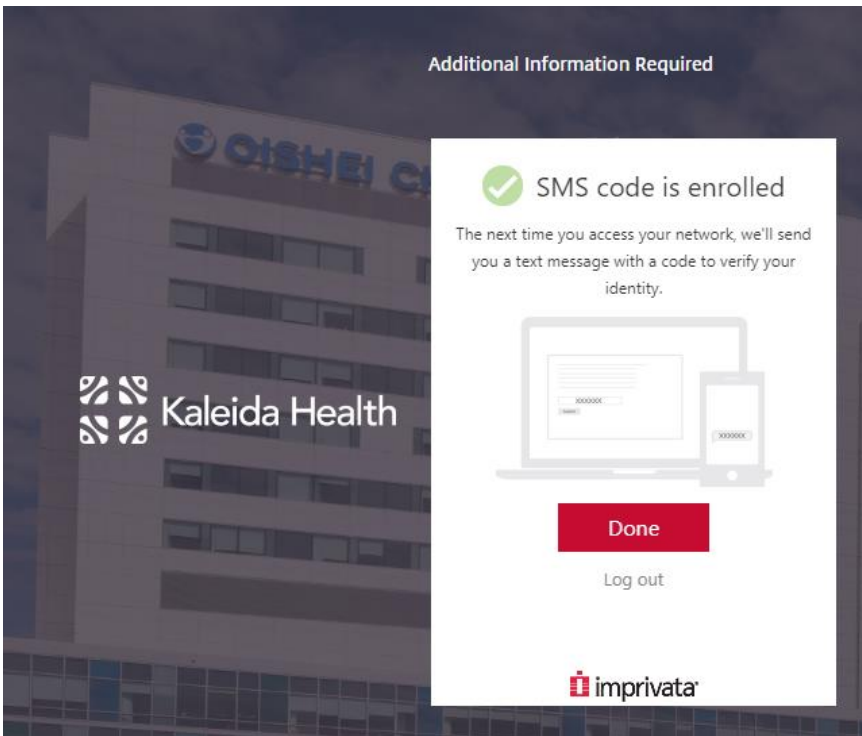 Additional Information Required
OISHEI
SMS code is enrolled
The next time you access your network, we'll send
you a text message with a code to verify your
identity.
XXXXXXX
XXXXXXX
Kaleida Health
Done
Log out
imprivata